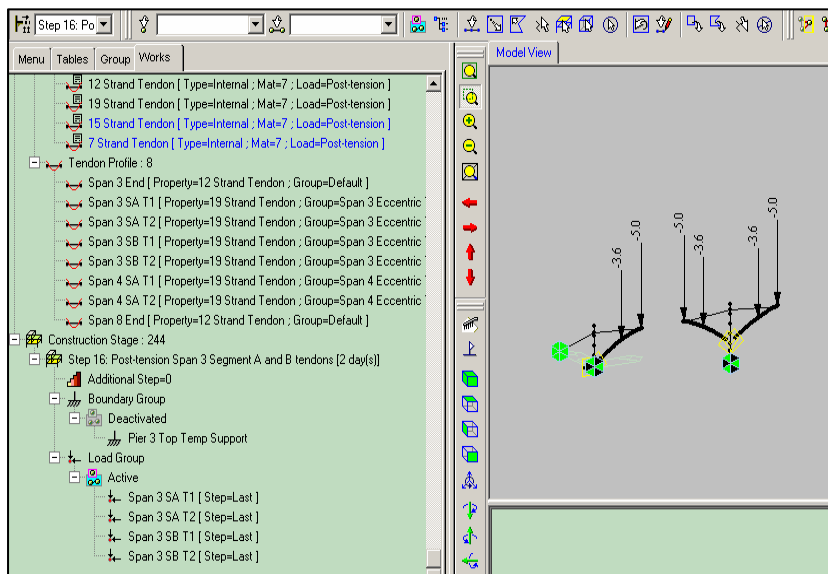 Step 16: Po
Menu Tables Group Works
Model View
12 Strand Tendon [ Type=Internal ; Mat=7 ; Load=Post-tension ]
19 Strand Tendon [ Type=Internal ; Mat=7 ; Load=Post-tension ]
15 Strand Tendon [ Type=Internal ; Mat=7 ; Load=Post-tension ]
7 Strand Tendon [ Type=Internal ; Mat=7 ; Load=Post-tension ]
Tendon Profile : 8
Span 3 End [ Property=12 Strand Tendon ; Group=Default ]
Span 3 SA T1 [ Property=19 Strand Tendon ; Group=Span 3 Eccentric
Span 3 SA T2 [ Property=19 Strand Tendon ; Group=Span 3 Eccentric
Span 3 SB T1 [ Property=19 Strand Tendon ; Group=Span 3 Eccentric
Span 3 SB T2 [ Property=19 Strand Tendon ; Group=Span 3 Eccentric
Span 4 SA T1 [ Property=19 Strand Tendon ; Group=Span 4 Eccentric
Span 4 SA T2 [ Property=19 Strand Tendon ; Group=Span 4 Eccentric
Span 8 End [ Property=12 Strand Tendon ; Group=Default ]
Construction Stage : 244
Step 16: Post-tension Span 3 Segment A and B tendons [2 day(s)]
Additional Step=0
Boundary Group
Deactivated
Pier 3 Top Temp Support
Load Group
Active
Span 3 SA T1 [ Step=Last ]
Span 3 SA T2 [ Step=Last ]
Span 3 SB T1 [ Step=Last ]
Span 3 SB T2 [ Step=Last ]
-3.6
-5.0
-5.0
-3.6
-3.6
-5.0